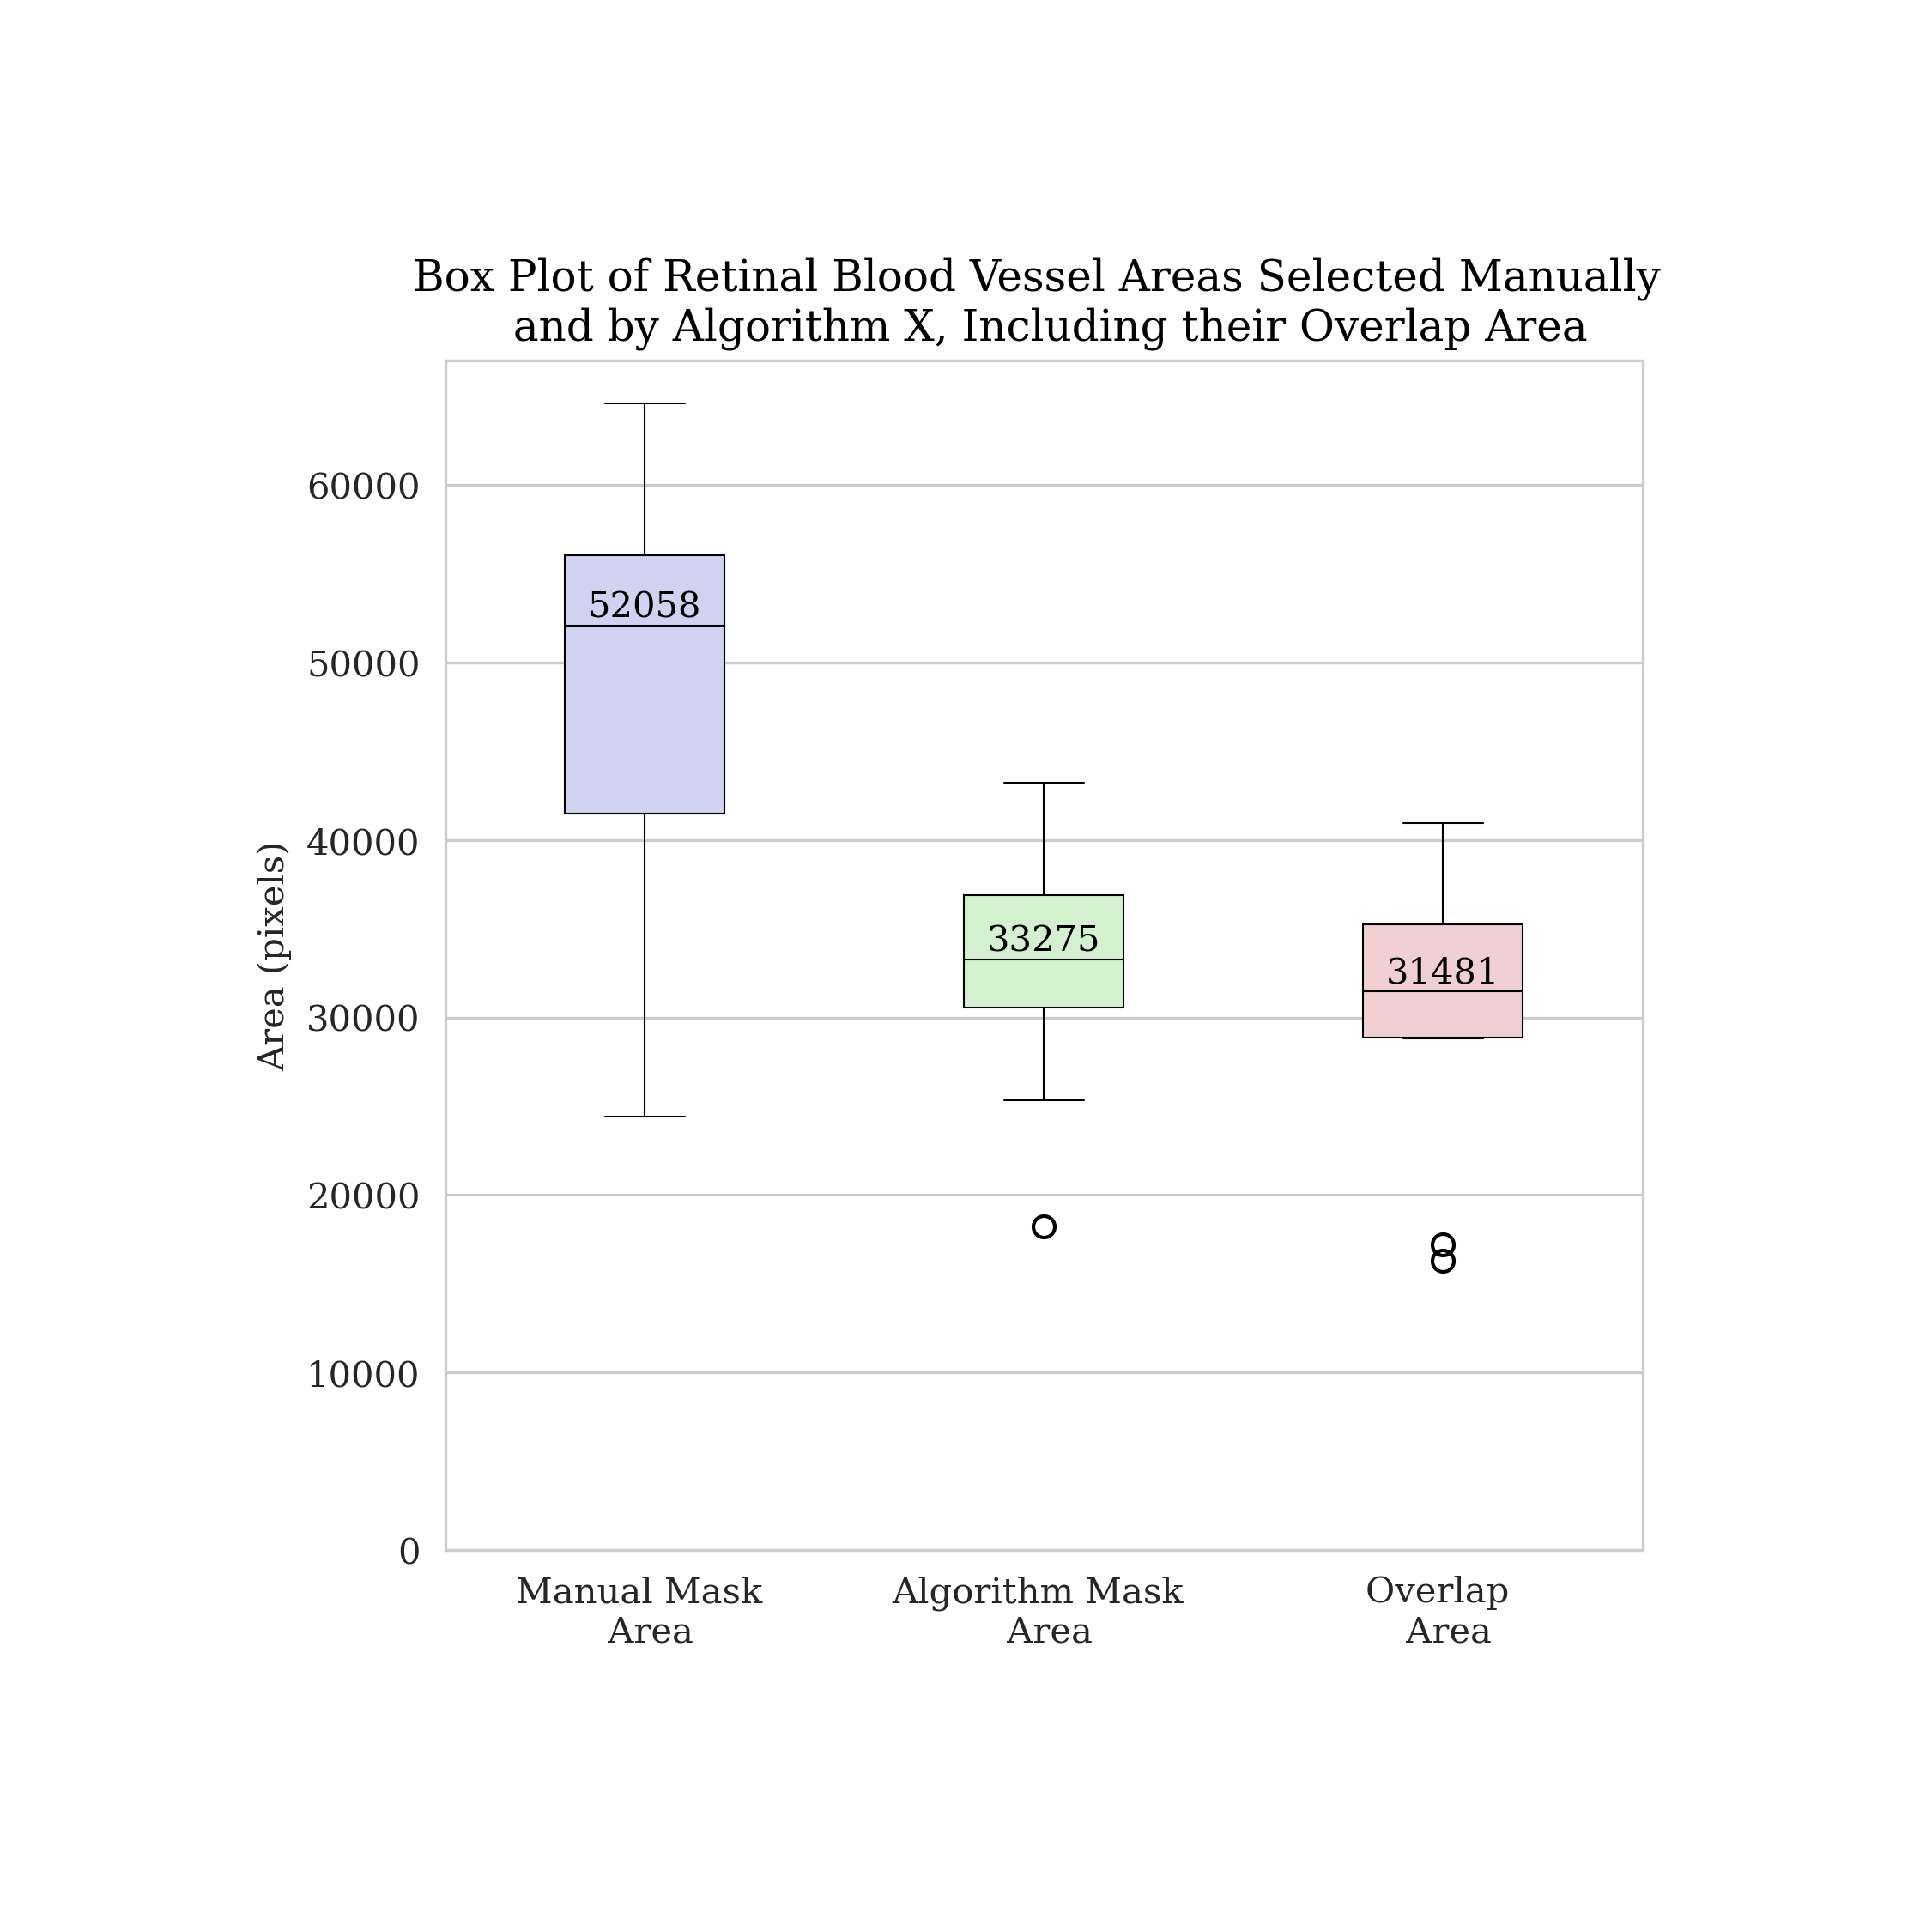 Box Plot of Retinal Blood Vessel Areas Selected Manually
and by Algorithm X, Including their Overlap Area
Area (pixels)
60000
50000
40000
30000
20000
10000
0
52058
33275
31481
Manual Mask
Area
Algorithm Mask
Area
Overlap
Area